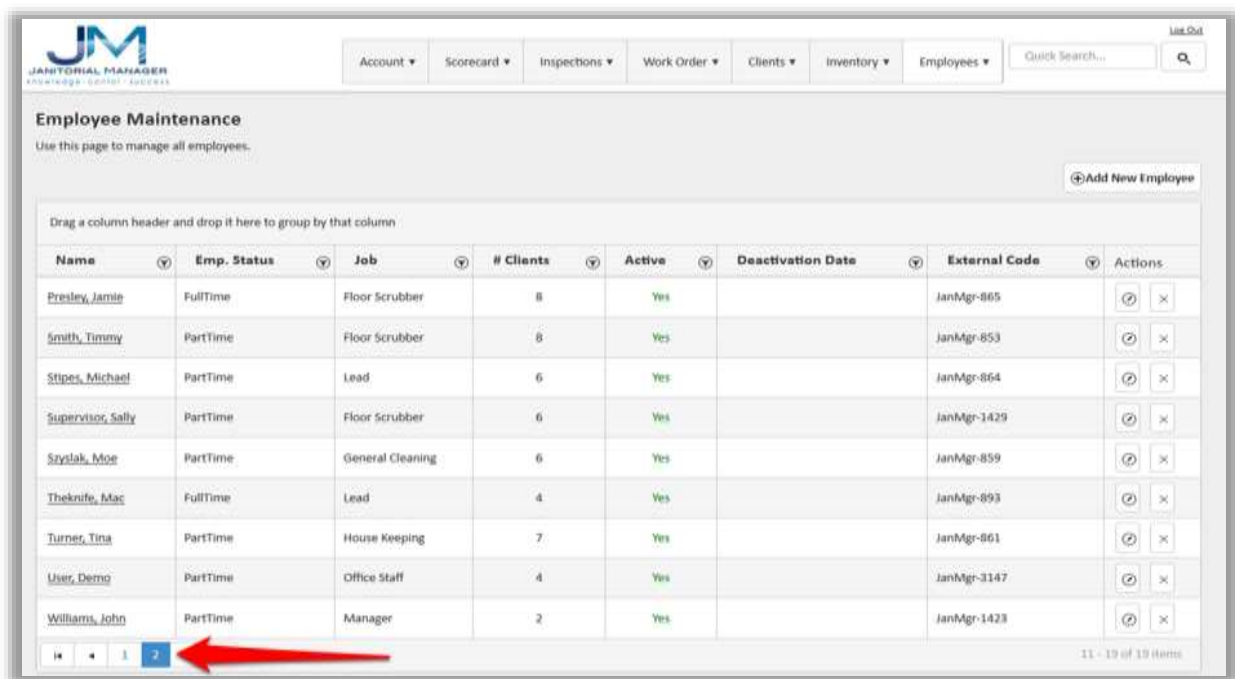 Log Out
JM
JANITORIAL MANAGER
knowledge · control · success
Account ▾ Scorecard ▾ Inspections ▾ Work Order ▾ Clients ▾ Inventory ▾ Employees ▾ Quick Search...
Employee Maintenance
Use this page to manage all employees.
Add New Employee
Drag a column header and drop it here to group by that column
Name Emp. Status Job # Clients Active Deactivation Date External Code Actions
Presley, Jamie FullTime Floor Scrubber 8 Yes JanMgr-865
Smith, Timmy PartTime Floor Scrubber 8 Yes JanMgr-853
Stipes, Michael PartTime Lead 6 Yes JanMgr-864
Supervisor, Sally PartTime Floor Scrubber 6 Yes JanMgr-1429
Szyslak, Moe PartTime General Cleaning 6 Yes JanMgr-859
Theknife, Mac FullTime Lead 4 Yes JanMgr-893
Turner, Tina PartTime House Keeping 7 Yes JanMgr-861
User, Demo PartTime Office Staff 4 Yes JanMgr-3147
Williams, John PartTime Manager 2 Yes JanMgr-1423
1 2 11 - 19 of 19 items